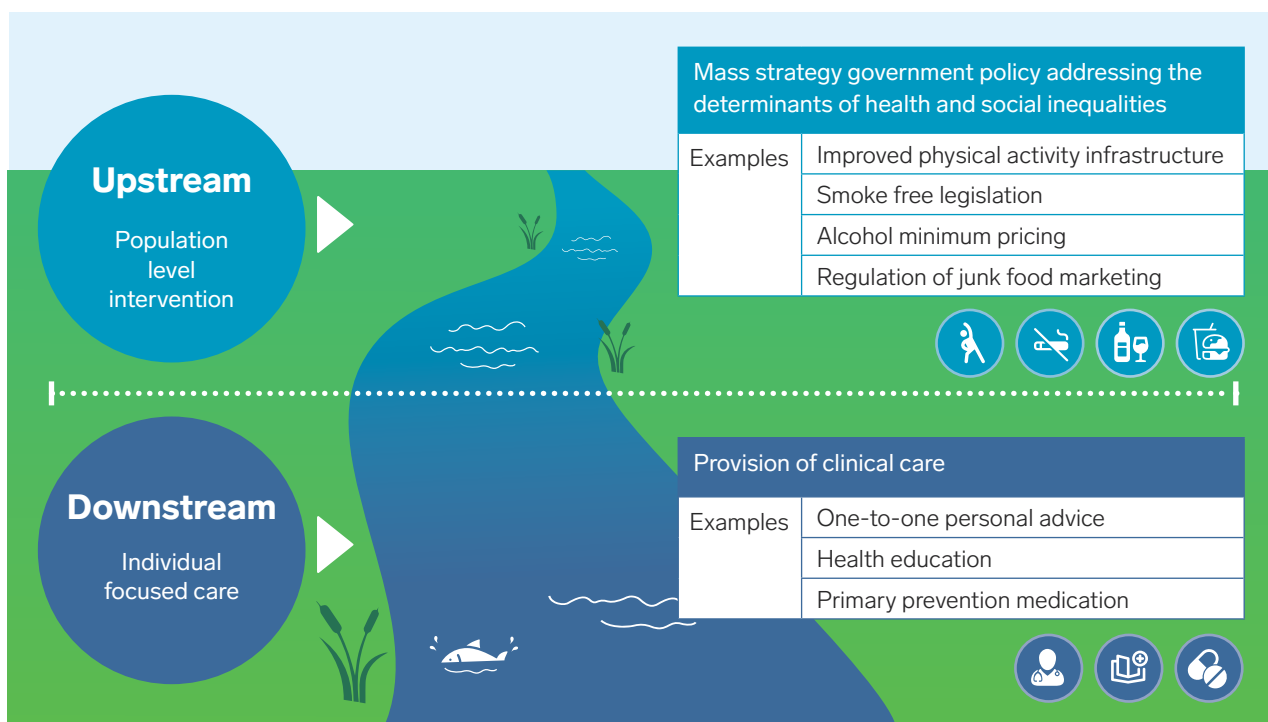 Upstream
Population
level
intervention
Mass strategy government policy addressing the
determinants of health and social inequalities
Examples
Improved physical activity infrastructure
Smoke free legislation
Alcohol minimum pricing
Regulation of junk food marketing
Downstream
Individual
focused care
Provision of clinical care
Examples
One-to-one personal advice
Health education
Primary prevention medication